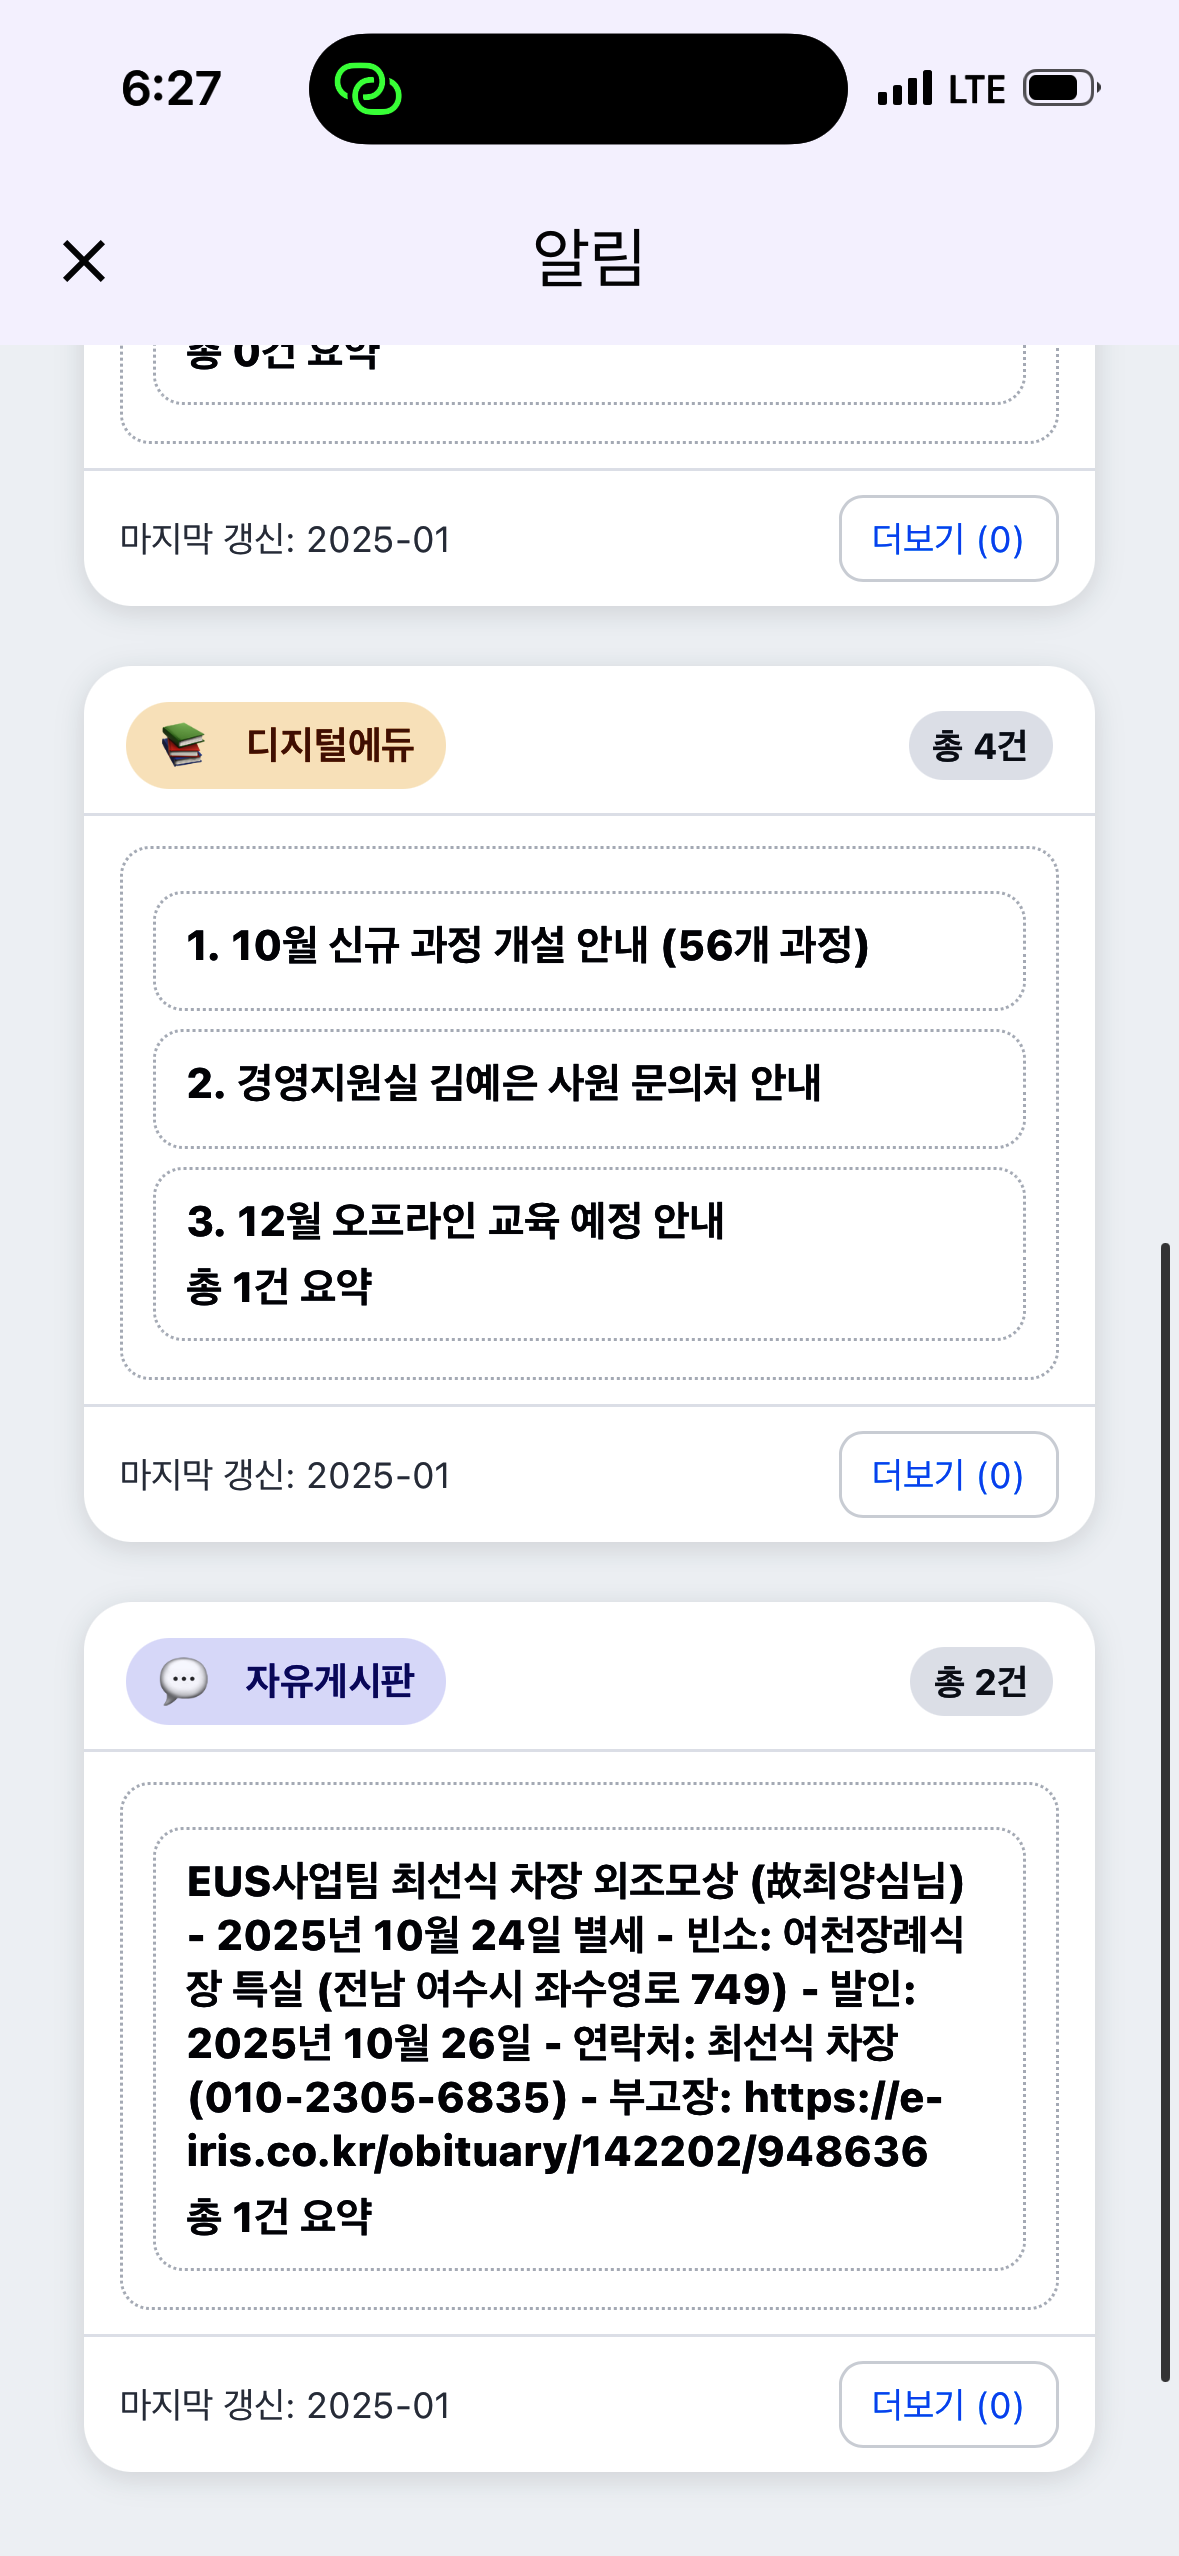 6:27
LTE
알림
총 0건 요약
마지막 갱신: 2025-01
더보기 (0)
디지털에듀
총 4건
1. 10월 신규 과정 개설 안내 (56개 과정)
2. 경영지원실 김예은 사원 문의처 안내
3. 12월 오프라인 교육 예정 안내
총 1건 요약
마지막 갱신: 2025-01
더보기 (0)
자유게시판
총 2건
EUS사업팀 최선식 차장 외조모상 (故최양심님)
- 2025년 10월 24일 별세 - 빈소: 여천장례식
장 특실 (전남 여수시 좌수영로 749) - 발인:
2025년 10월 26일 - 연락처: 최선식 차장
(010-2305-6835) - 부고장: https://e-
iris.co.kr/obituary/142202/948636
총 1건 요약
마지막 갱신: 2025-01
더보기 (0)